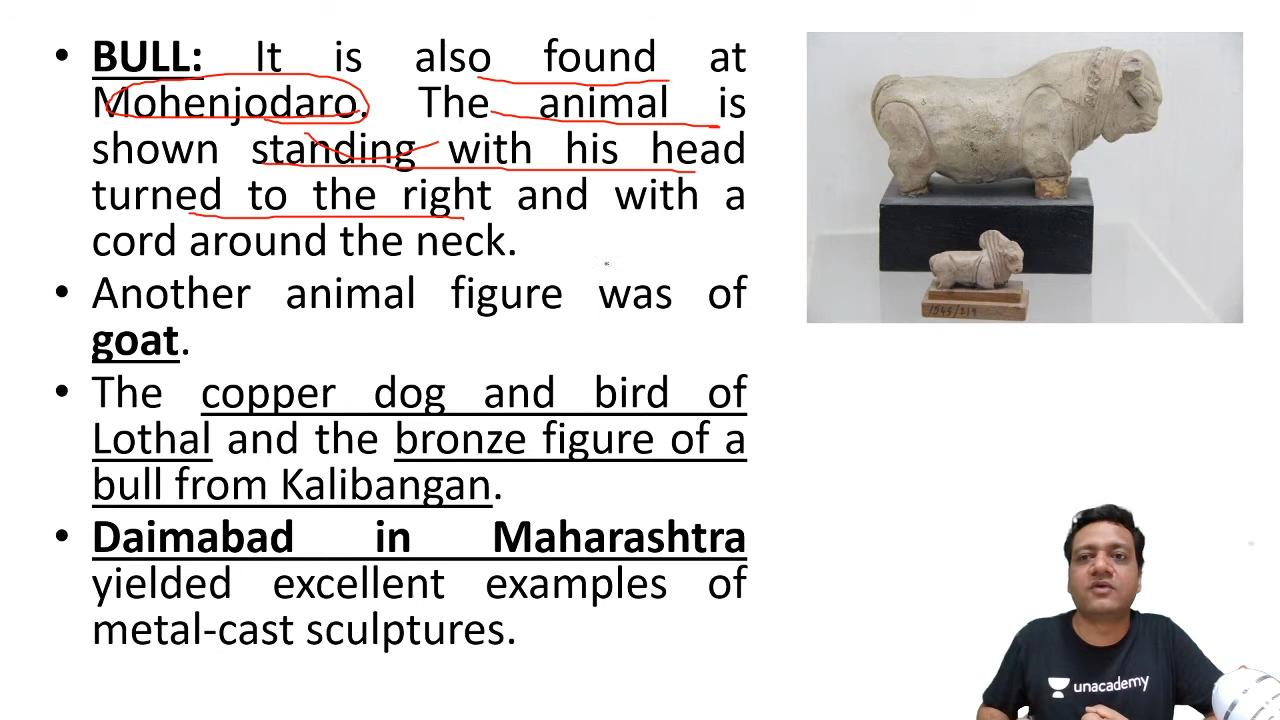 • BULL: It is also found at
Mohenjodaro. The animal is
shown standing with his head
turned to the right and with a
cord around the neck.
• Another animal figure was of
goat.
• The copper dog and bird of
Lothal and the bronze figure of a
bull from Kalibangan.
• Daimabad in Maharashtra
yielded excellent examples of
metal-cast sculptures.
unacademy